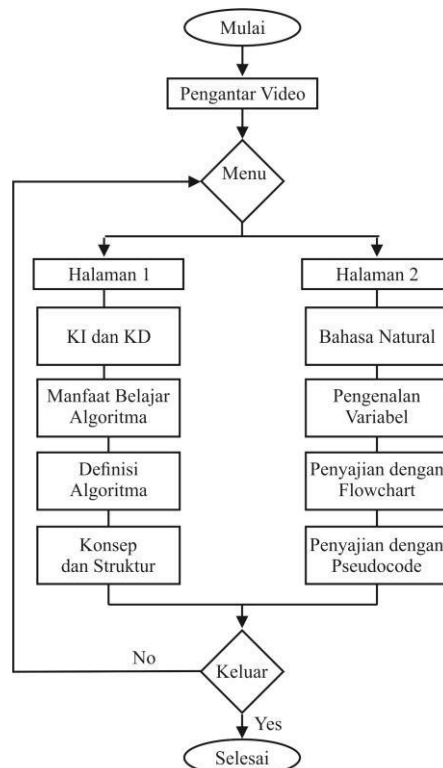 Mulai
Pengantar Video
Menu
Halaman 1
KI dan KD
Manfaat Belajar
Algoritma
Definisi
Algoritma
Konsep
dan Struktur
Halaman 2
Bahasa Natural
Pengenalan
Variabel
Penyajian dengan
Flowchart
Penyajian dengan
Pseudocode
No
Keluar
Yes
Selesai